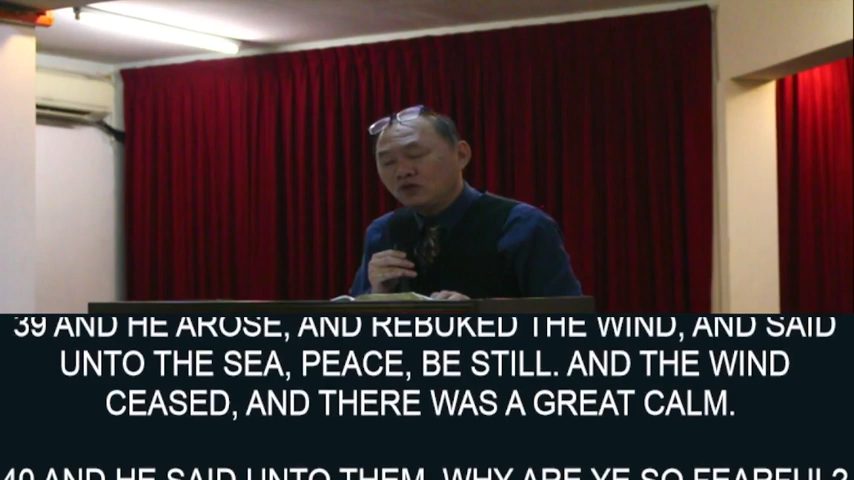 39 AND HE AROSE, AND REBUKED THE WIND, AND SAID
UNTO THE SEA, PEACE, BE STILL. AND THE WIND
CEASED, AND THERE WAS A GREAT CALM.
40 AND HE SAID UNTO THEM, WHY ARE YE SO FEARFUL?